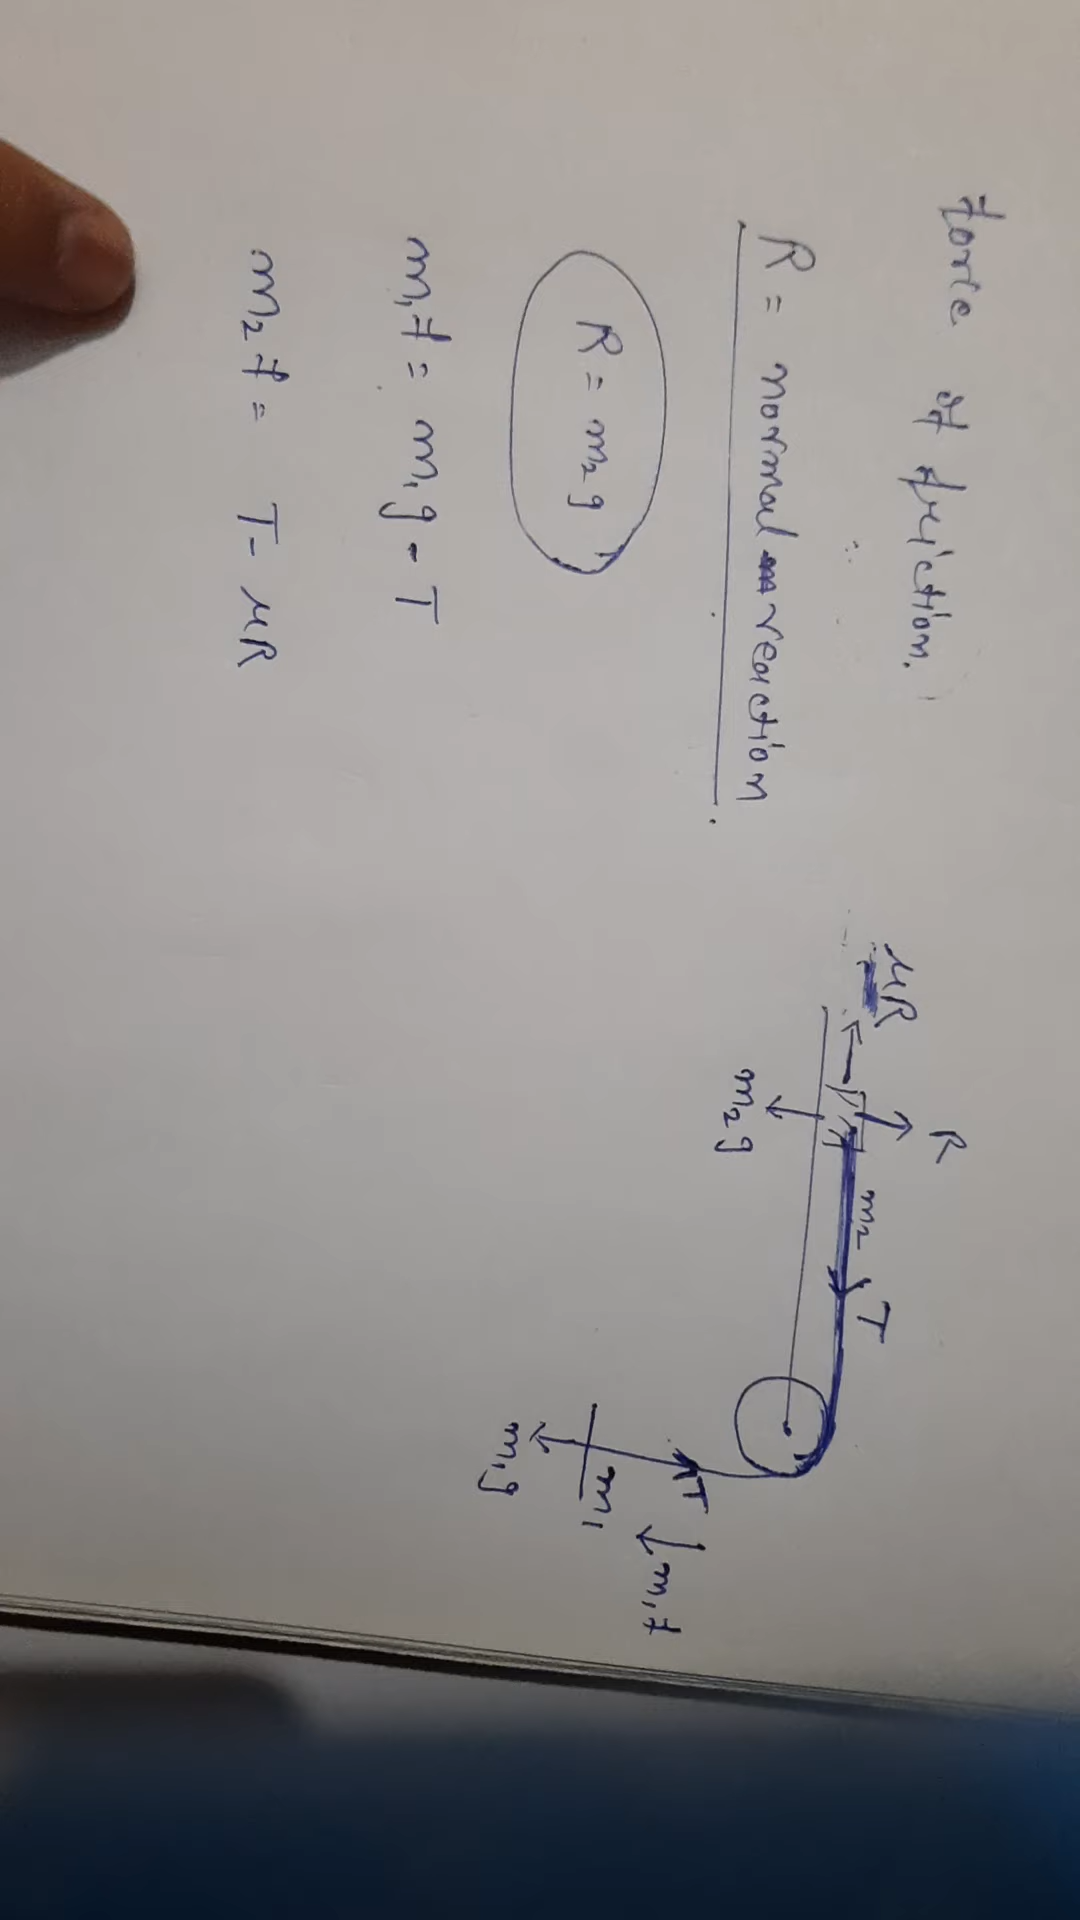 force of friction.
R = normal reaction.
R = m₂g
m₁f = m₁g - T
m₂f = T - μR
μR
R
m₂
T
m₂g
T
m₁f
m₁
m₁g